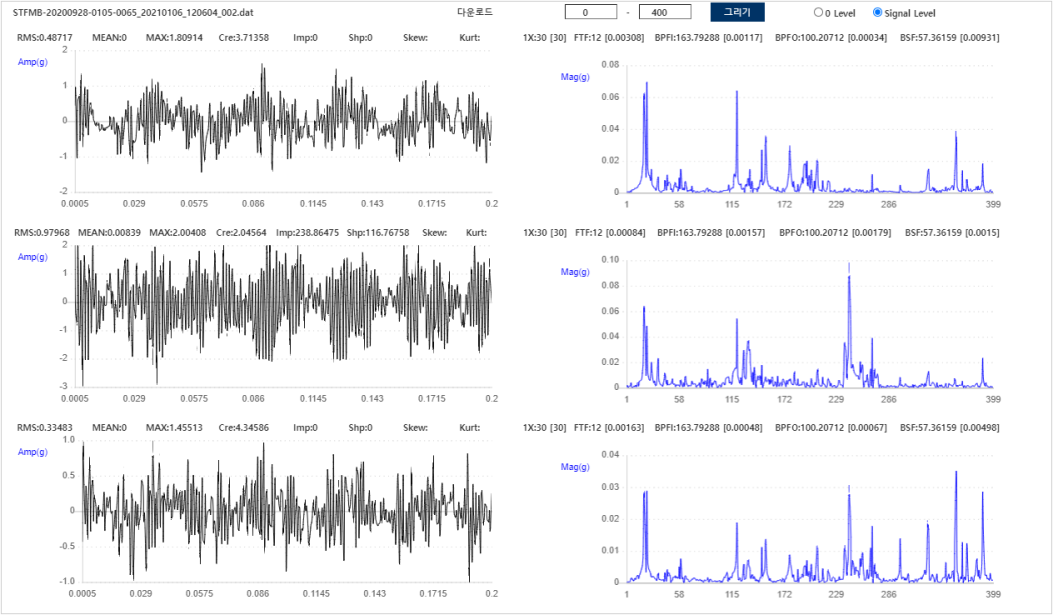 STFMB-20200928-0105-0065_20210106_120604_002.dat 다운로드 0 - 400 그리기 0 Level Signal Level
RMS:0.48717 MEAN:0 MAX:1.80914 Cre:3.71358 Imp:0 Shp:0 Skew: Kurt: 1X:30 [30] FTF:12 [0.00308] BPFI:163.79288 [0.00117] BPFO:100.20712 [0.00034] BSF:57.36159 [0.00931]
Amp(g) 2 1 0 -1 -2
0.0005 0.029 0.0575 0.086 0.1145 0.143 0.1715 0.2
Mag(g) 0.08 0.06 0.04 0.02 0
1 58 115 172 229 286 399
RMS:0.97968 MEAN:0.00839 MAX:2.00408 Cre:2.04564 Imp:238.86475 Shp:116.76758 Skew: Kurt: 1X:30 [30] FTF:12 [0.00084] BPFI:163.79288 [0.00157] BPFO:100.20712 [0.00179] BSF:57.36159 [0.0015]
Amp(g) 2 1 0 -1 -2 -3
0.0005 0.029 0.0575 0.086 0.1145 0.143 0.1715 0.2
Mag(g) 0.10 0.08 0.06 0.04 0.02 0
1 58 115 172 229 286 399
RMS:0.33483 MEAN:0 MAX:1.45513 Cre:4.34586 Imp:0 Shp:0 Skew: Kurt: 1X:30 [30] FTF:12 [0.00163] BPFI:163.79288 [0.00048] BPFO:100.20712 [0.00067] BSF:57.36159 [0.00498]
Amp(g) 1.0 0.5 0 -0.5 -1.0
0.0005 0.029 0.0575 0.086 0.1145 0.143 0.1715 0.2
Mag(g) 0.04 0.03 0.02 0.01 0
1 58 115 172 229 286 399